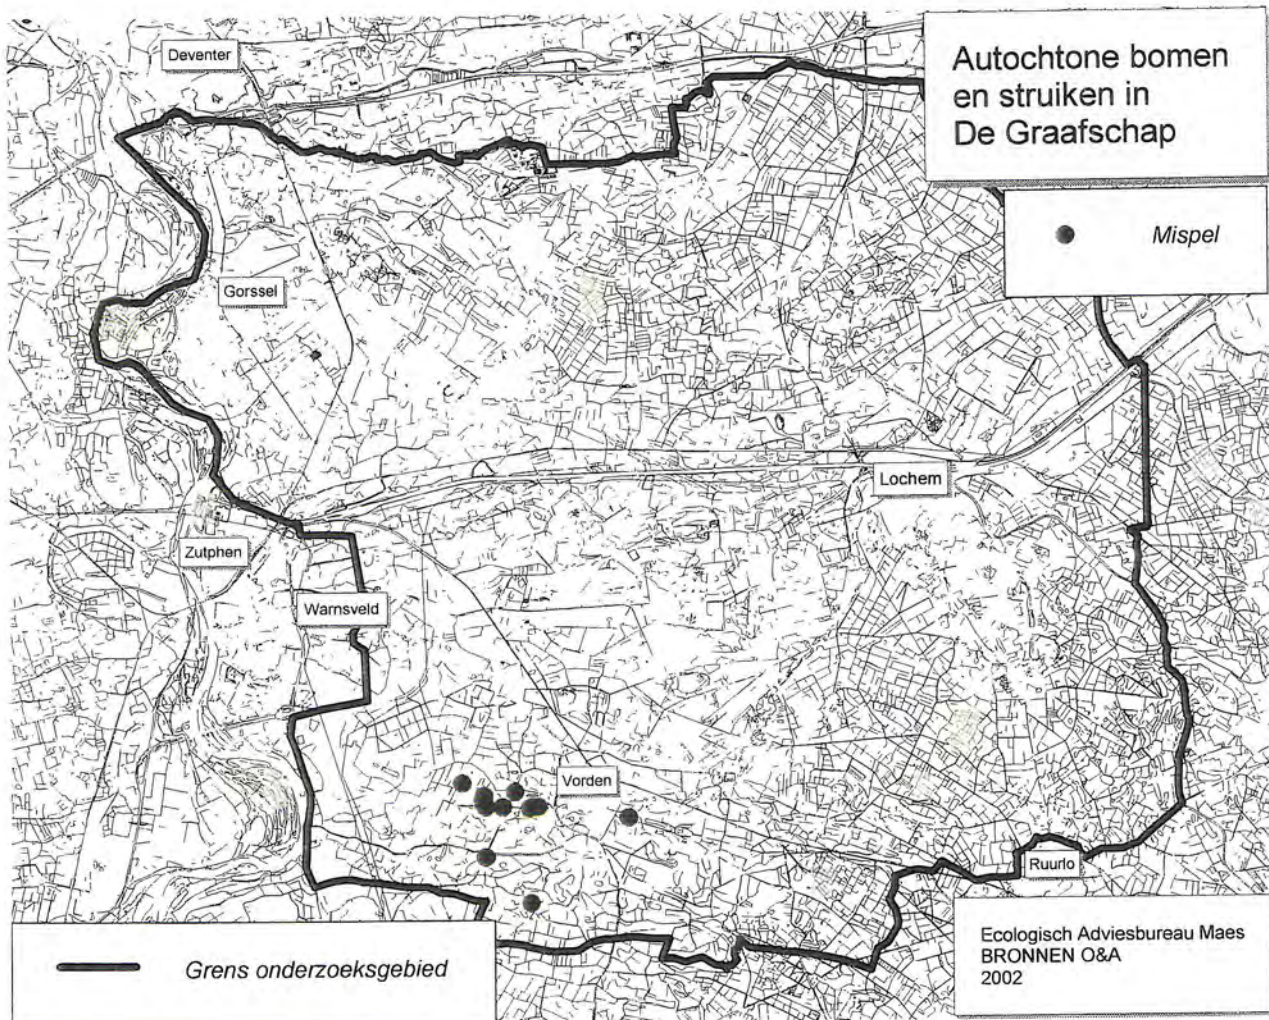 Autochtone bomen
en struiken in
De Graafschap
Mispel
Deventer
Gorssel
Lochem
Zutphen
Warnsveld
Vorden
Ruurlo
Grens onderzoeksgebied
Ecologisch Adviesbureau Maes
BRONNEN O&A
2002